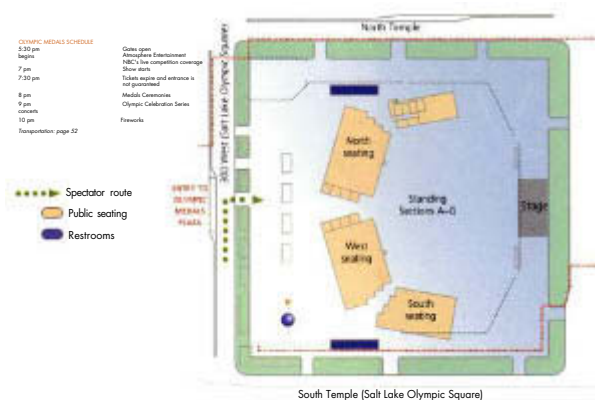 North Temple
OLYMPIC MEDALS SCHEDULE
5:30 pm Gates open
begins Atmosphere Entertainment
NBC's live competition coverage
7 pm Show starts
7:30 pm Tickets expire and entrance is
not guaranteed
8 pm Medals Ceremonies
9 pm Olympic Celebration Series
concerts
10 pm Fireworks
Transportation: page 52
300 West (Salt Lake Olympic Square)
North
seating
ENTRY TO
OLYMPIC
MEDALS
PLAZA
Spectator route
Public seating
Restrooms
Standing
Sections A–G
Stage
West
seating
South
seating
South Temple (Salt Lake Olympic Square)